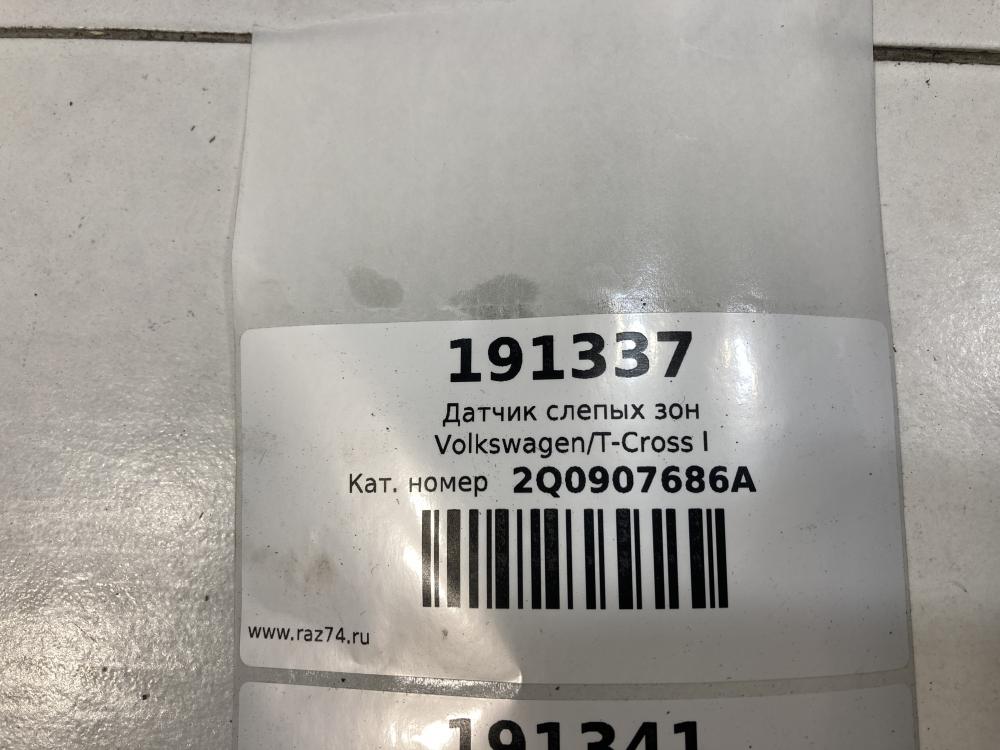 191337
Датчик слепых зон
Volkswagen/T-Cross I
Кат. номер 2Q0907686A
www.raz74.ru
191341